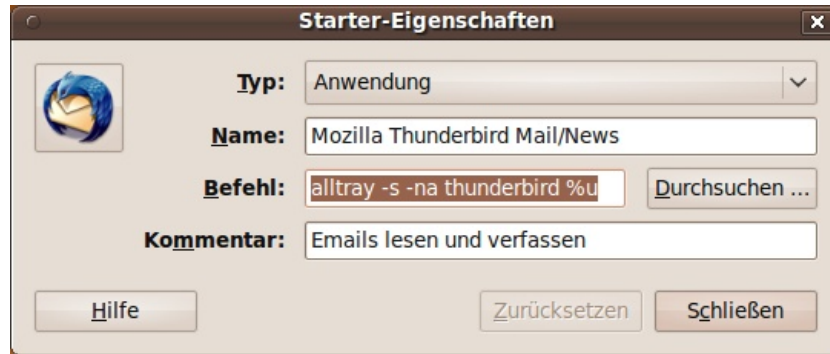 Starter-Eigenschaften
Typ: Anwendung
Name: Mozilla Thunderbird Mail/News
Befehl: alltray -s -na thunderbird %u Durchsuchen ...
Kommentar: Emails lesen und verfassen
Hilfe Zurücksetzen Schließen